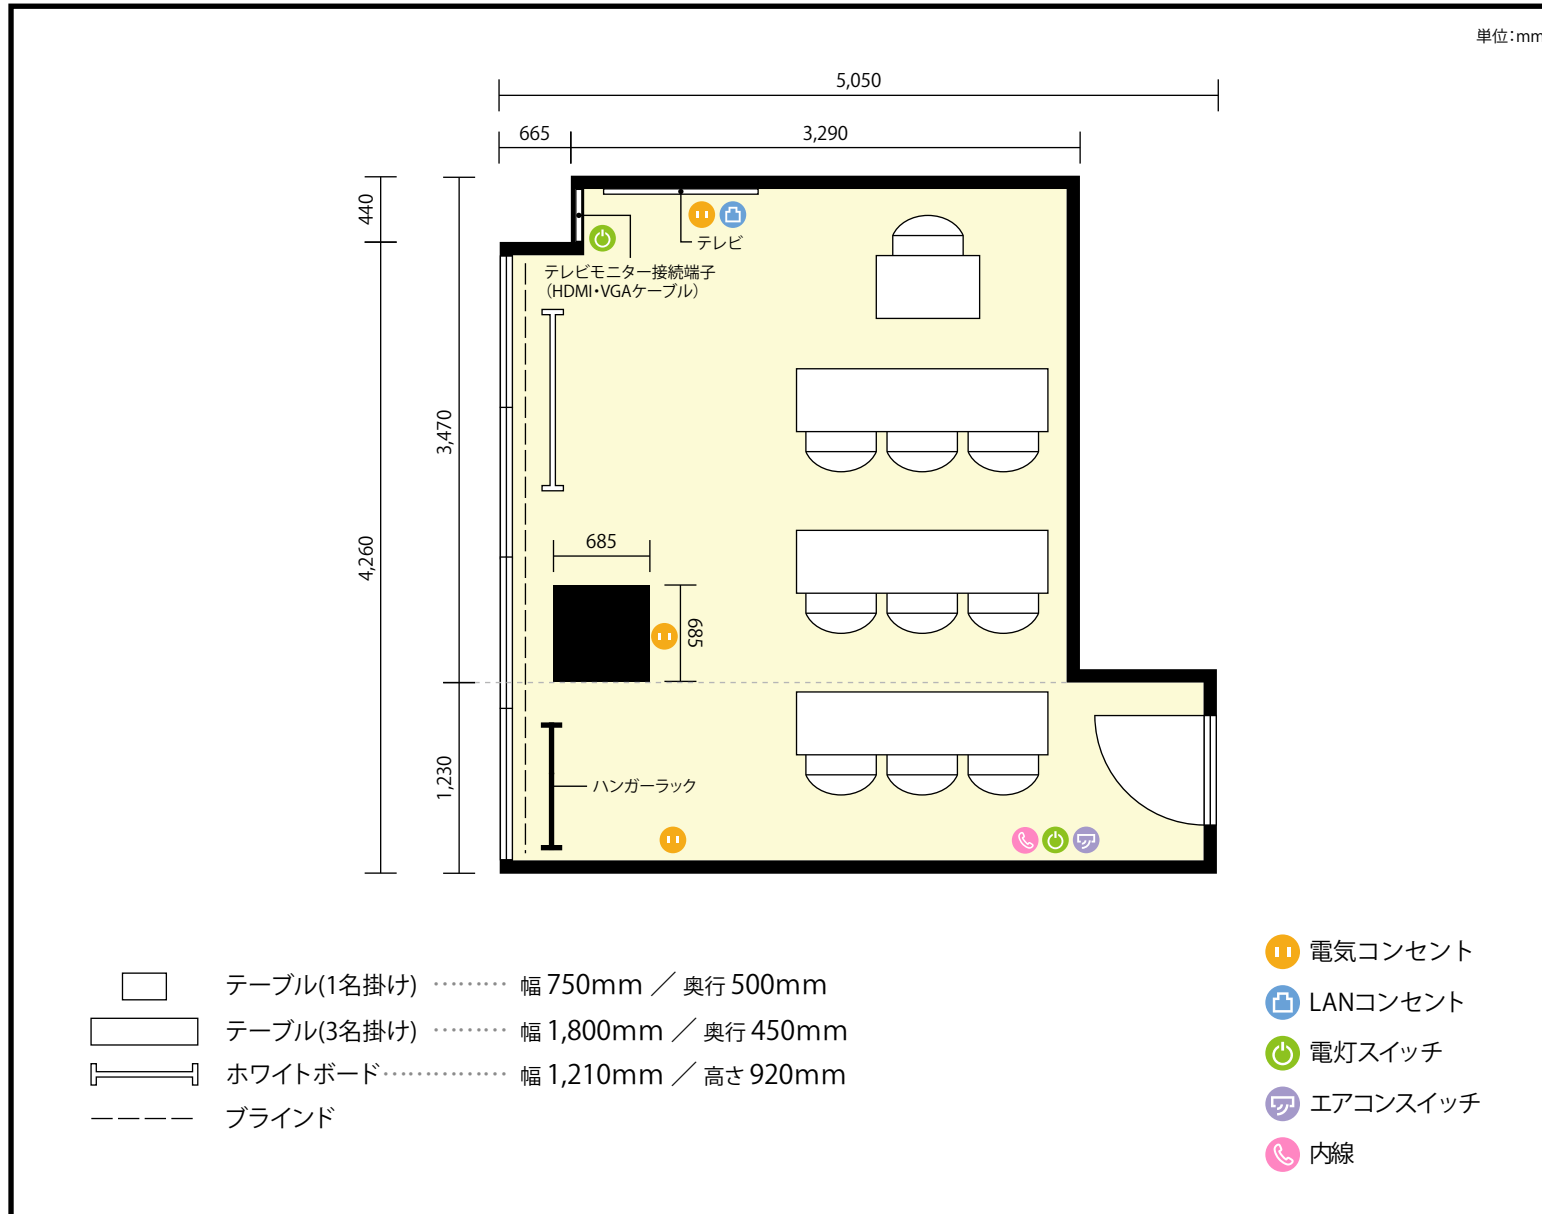 単位：mm
5,050
665
3,290
440
3,470
4,260
1,230
テレビ
テレビモニター接続端子
（HDMI・VGAケーブル）
685
685
ハンガーラック
テーブル(1名掛け) ……… 幅 750mm ／ 奥行 500mm
テーブル(3名掛け) ……… 幅 1,800mm ／ 奥行 450mm
ホワイトボード…………… 幅 1,210mm ／ 高さ 920mm
ブラインド
電気コンセント
LANコンセント
電灯スイッチ
エアコンスイッチ
内線